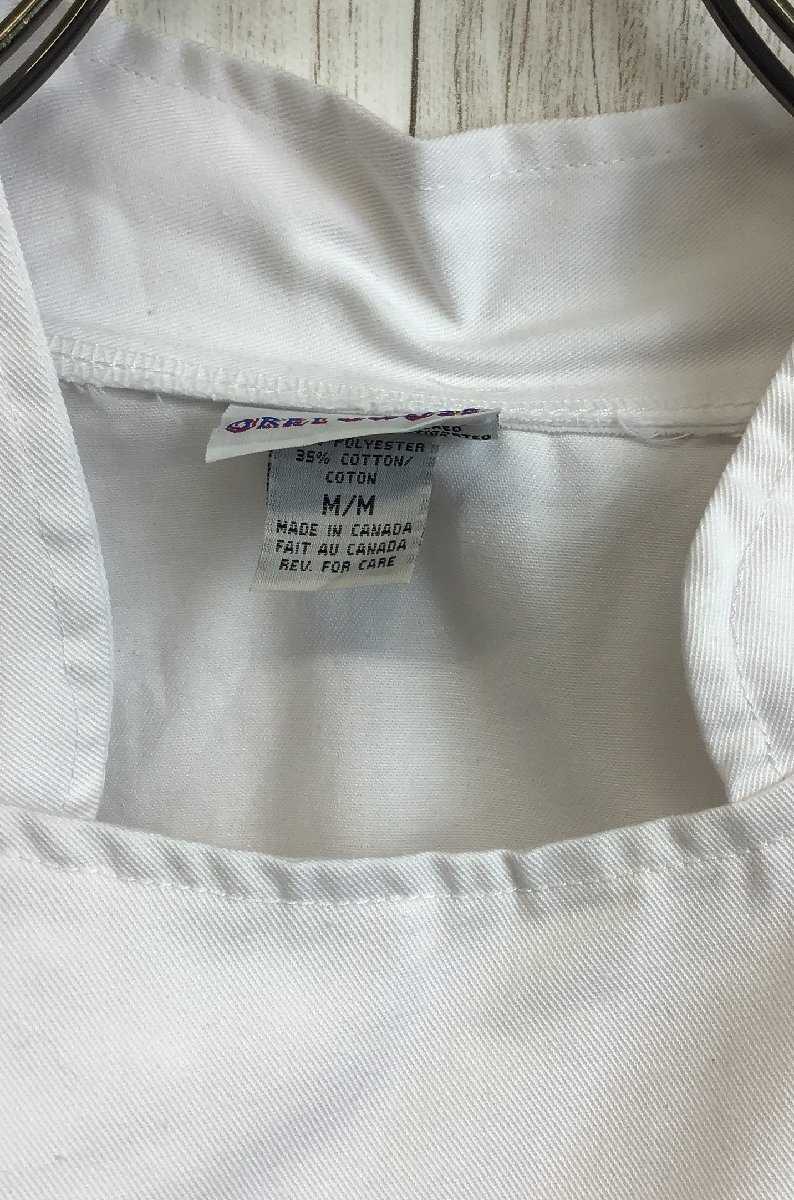 POLYESTER
35% COTTON/
COTON
M/M
MADE IN CANADA
FAIT AU CANADA
REV. FOR CARE